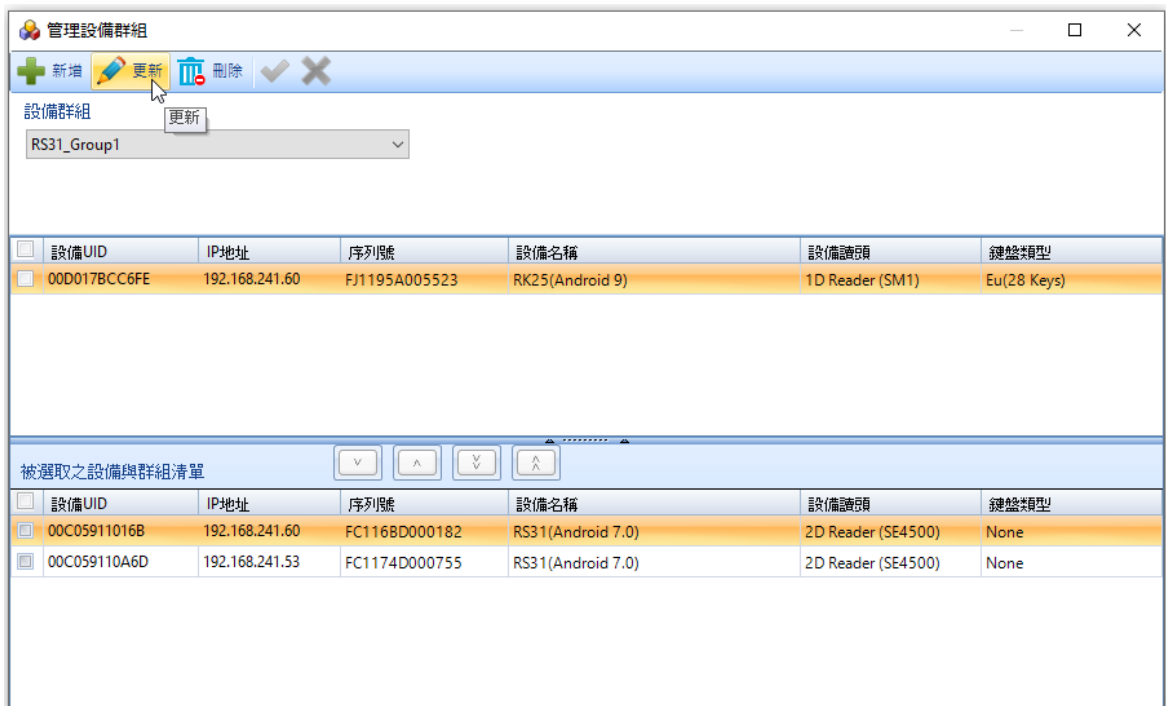 管理設備群組
新增 更新 刪除
設備群組
更新
RS31_Group1
設備UID IP地址 序列號 設備名稱 設備讀頭 鍵盤類型
00D017BCC6FE 192.168.241.60 FJ1195A005523 RK25(Android 9) 1D Reader (SM1) Eu(28 Keys)
被選取之設備與群組清單
設備UID IP地址 序列號 設備名稱 設備讀頭 鍵盤類型
00C05911016B 192.168.241.60 FC116BD000182 RS31(Android 7.0) 2D Reader (SE4500) None
00C059110A6D 192.168.241.53 FC1174D000755 RS31(Android 7.0) 2D Reader (SE4500) None